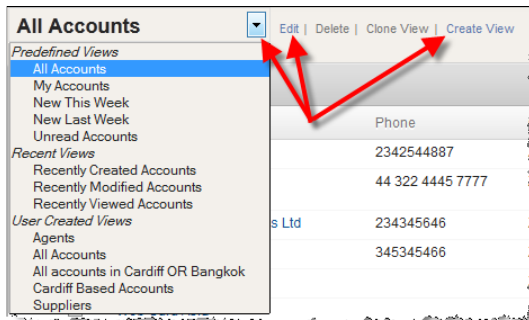 All Accounts
Edit | Delete | Clone View | Create View
Predefined Views
All Accounts
My Accounts
New This Week
New Last Week
Unread Accounts
Recent Views
Recently Created Accounts
Recently Modified Accounts
Recently Viewed Accounts
User Created Views
Agents
All Accounts
All accounts in Cardiff OR Bangkok
Cardiff Based Accounts
Suppliers
Phone
2342544887
44 322 4445 7777
s Ltd 234345646
345345466